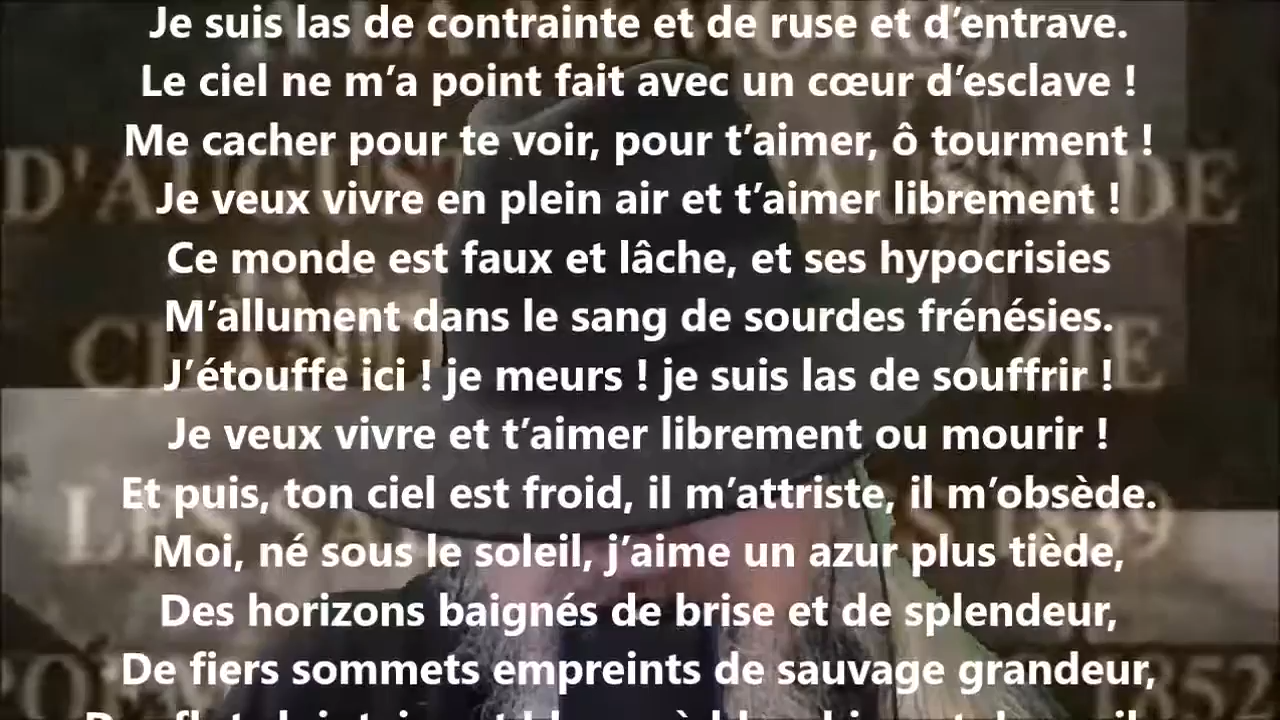 Je suis las de contrainte et de ruse et d’entrave.
Le ciel ne m’a point fait avec un cœur d’esclave !
Me cacher pour te voir, pour t’aimer, ô tourment !
Je veux vivre en plein air et t’aimer librement !
Ce monde est faux et lâche, et ses hypocrisies
M’allument dans le sang de sourdes frénésies.
J’étouffe ici ! je meurs ! je suis las de souffrir !
Je veux vivre et t’aimer librement ou mourir !
Et puis, ton ciel est froid, il m’attriste, il m’obsède.
Moi, né sous le soleil, j’aime un azur plus tiède,
Des horizons baignés de brise et de splendeur,
De fiers sommets empreints de sauvage grandeur,